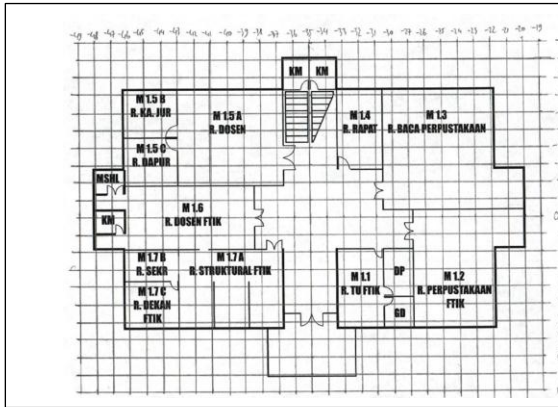 KM
KM
M 1.5 B
R. KA. JUR
M 1.5 A
R. DOSEN
M 1.4
R. RAPAT
M 1.3
R. BACA PERPUSTAKAAN
M 1.5 C
R. DAPUR
MSHL
M 1.6
R. DOSEN FTIK
KM
M 1.7 B
R. SEKR
M 1.7 A
R. STRUKTURAL FTIK
M 1.7 C
R. DEKAN
FTIK
M 1.1
R. TU FTIK
DP
M 1.2
R. PERPUSTAKAAN
FTIK
GD